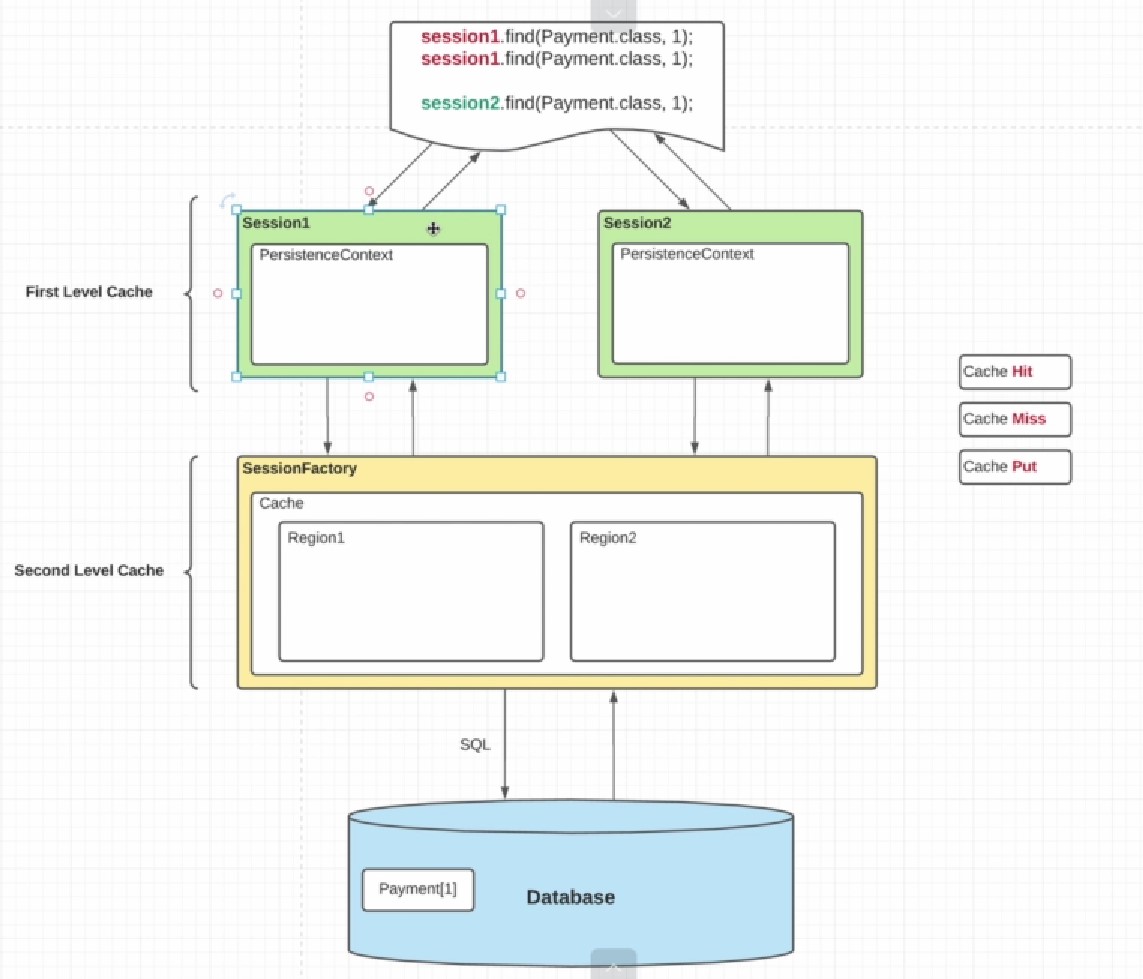 session1.find(Payment.class, 1);
session1.find(Payment.class, 1);
session2.find(Payment.class, 1);
Session1
PersistenceContext
Session2
PersistenceContext
First Level Cache
Cache Hit
Cache Miss
Cache Put
SessionFactory
Cache
Region1
Region2
Second Level Cache
SQL
Payment[1]
Database